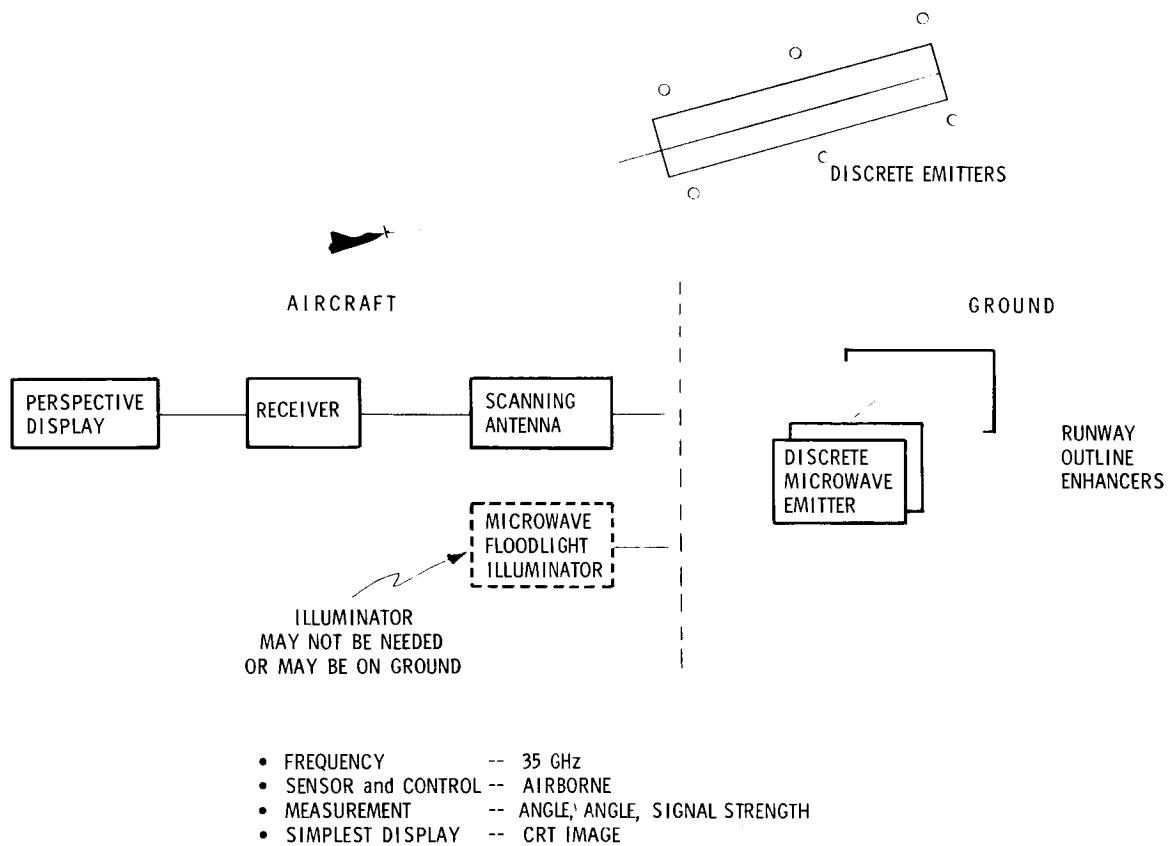 DISCRETE EMITTERS
AIRCRAFT
GROUND
PERSPECTIVE
DISPLAY
RECEIVER
SCANNING
ANTENNA
DISCRETE
MICROWAVE
EMITTER
RUNWAY
OUTLINE
ENHANCERS
MICROWAVE
FLOODLIGHT
ILLUMINATOR
ILLUMINATOR
MAY NOT BE NEEDED
OR MAY BE ON GROUND
• FREQUENCY -- 35 GHz
• SENSOR and CONTROL -- AIRBORNE
• MEASUREMENT -- ANGLE, ANGLE, SIGNAL STRENGTH
• SIMPLEST DISPLAY -- CRT IMAGE